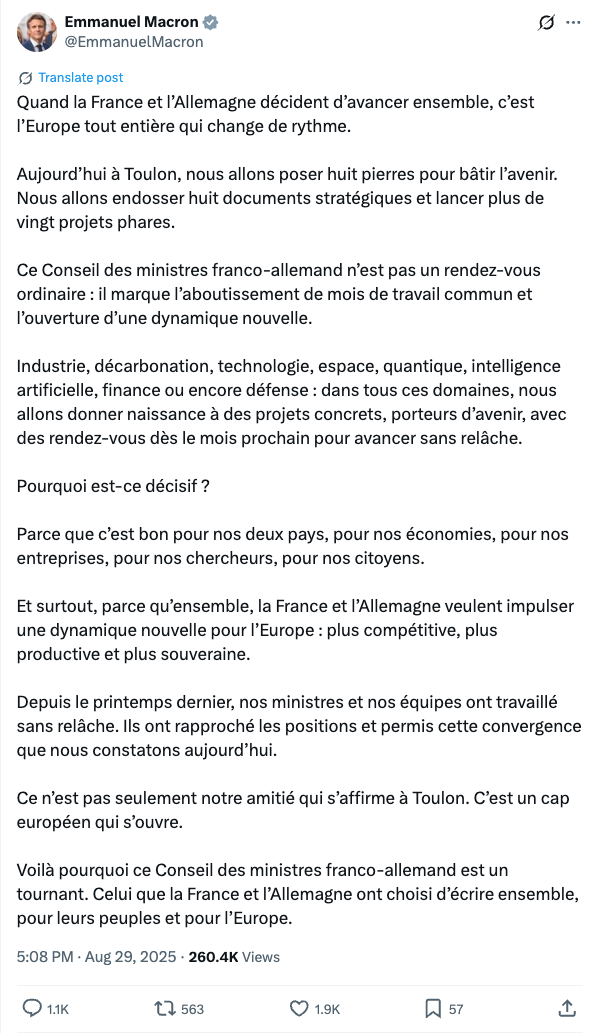 Emmanuel Macron
@EmmanuelMacron
Translate post
Quand la France et l’Allemagne décident d’avancer ensemble, c’est
l’Europe tout entière qui change de rythme.
Aujourd’hui à Toulon, nous allons poser huit pierres pour bâtir l’avenir.
Nous allons endosser huit documents stratégiques et lancer plus de
vingt projets phares.
Ce Conseil des ministres franco-allemand n’est pas un rendez-vous
ordinaire : il marque l’aboutissement de mois de travail commun et
l’ouverture d’une dynamique nouvelle.
Industrie, décarbonation, technologie, espace, quantique, intelligence
artificielle, finance ou encore défense : dans tous ces domaines, nous
allons donner naissance à des projets concrets, porteurs d’avenir, avec
des rendez-vous dès le mois prochain pour avancer sans relâche.
Pourquoi est-ce décisif ?
Parce que c’est bon pour nos deux pays, pour nos économies, pour nos
entreprises, pour nos chercheurs, pour nos citoyens.
Et surtout, parce qu’ensemble, la France et l’Allemagne veulent impulser
une dynamique nouvelle pour l’Europe : plus compétitive, plus
productive et plus souveraine.
Depuis le printemps dernier, nos ministres et nos équipes ont travaillé
sans relâche. Ils ont rapproché les positions et permis cette convergence
que nous constatons aujourd’hui.
Ce n’est pas seulement notre amitié qui s’affirme à Toulon. C’est un cap
européen qui s’ouvre.
Voilà pourquoi ce Conseil des ministres franco-allemand est un
tournant. Celui que la France et l’Allemagne ont choisi d’écrire ensemble,
pour leurs peuples et pour l’Europe.
5:08 PM · Aug 29, 2025 · 260.4K Views
1.1K 563 1.9K 57